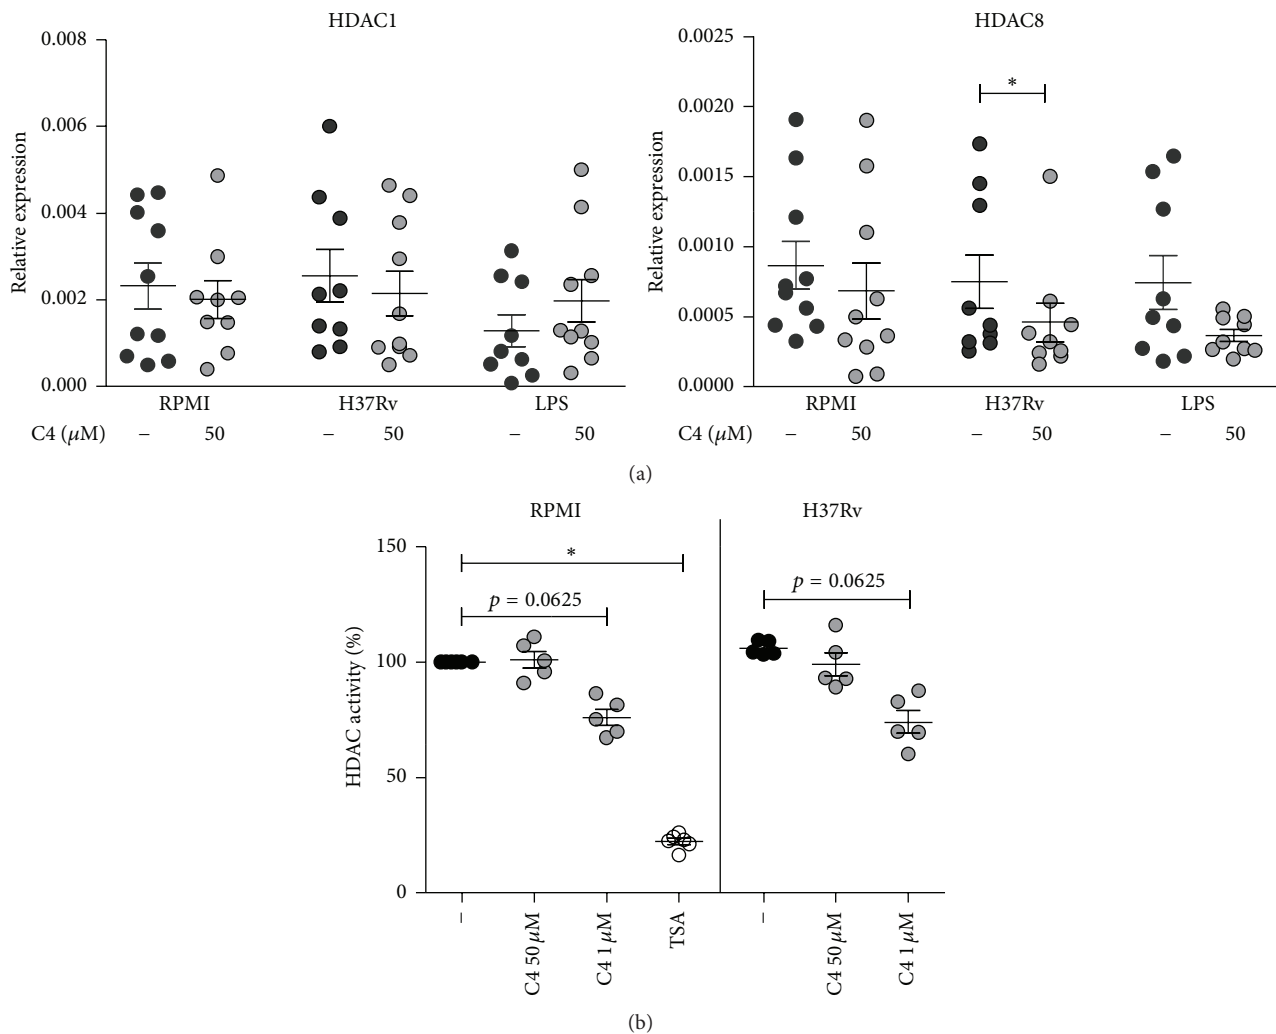 HDAC1
HDAC8
Relative expression
0.008
0.006
0.004
0.002
0.000
RPMI H37Rv LPS
C4 (μM) – 50 – 50 – 50
Relative expression
0.0025
0.0020
0.0015
0.0010
0.0005
0.0000
*
RPMI H37Rv LPS
C4 (μM) – 50 – 50 – 50
(a)
RPMI
H37Rv
HDAC activity (%)
150
100
50
0
*
p = 0.0625
p = 0.0625
–
C4 50 μM
C4 1 μM
TSA
–
C4 50 μM
C4 1 μM
(b)